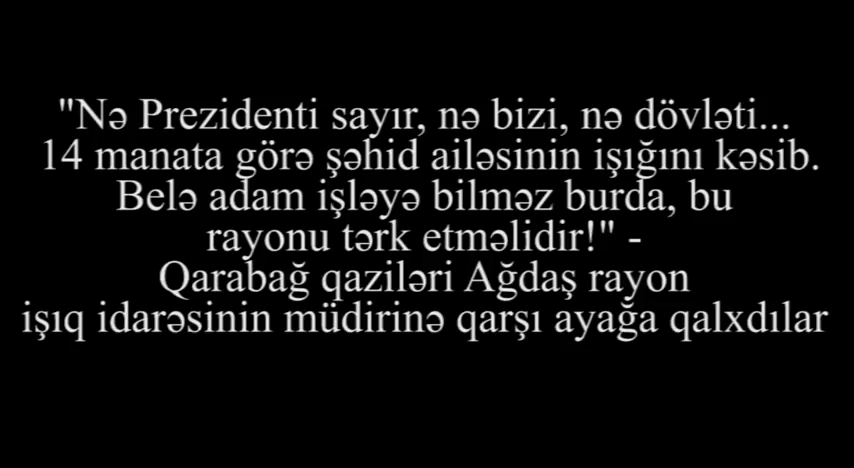 "Nə Prezidenti sayır, nə bizi, nə dövləti...
14 manata görə şəhid ailəsinin işığını kəsib.
Belə adam işləyə bilməz burda, bu
rayonu tərk etməlidir!" -
Qarabağ qaziləri Ağdaş rayon
işıq idarəsinin müdirinə qarşı ayağa qalxdılar